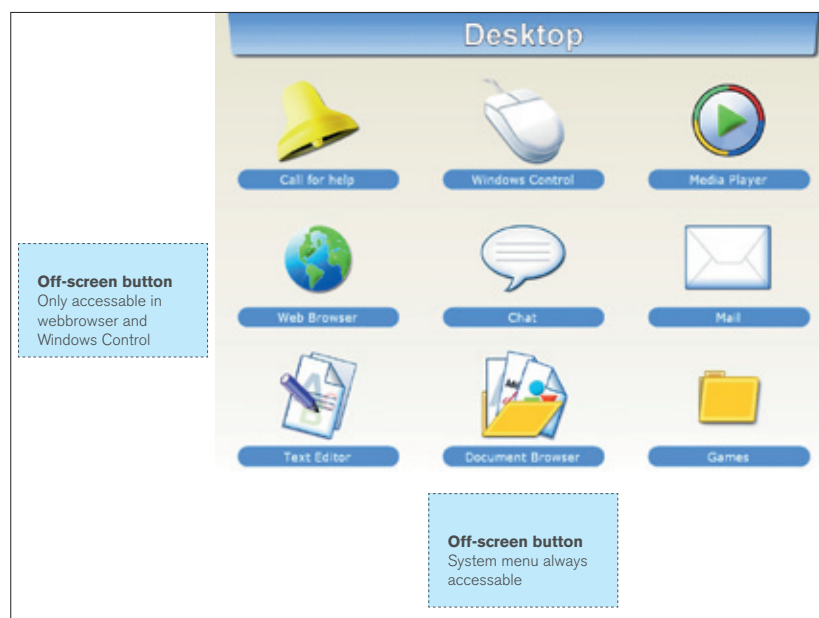 Desktop
Call for help
Windows Control
Media Player
Off-screen button
Only accessable in
webbrowser and
Windows Control
Web Browser
Chat
Mail
Text Editor
Document Browser
Games
Off-screen button
System menu always
accessable